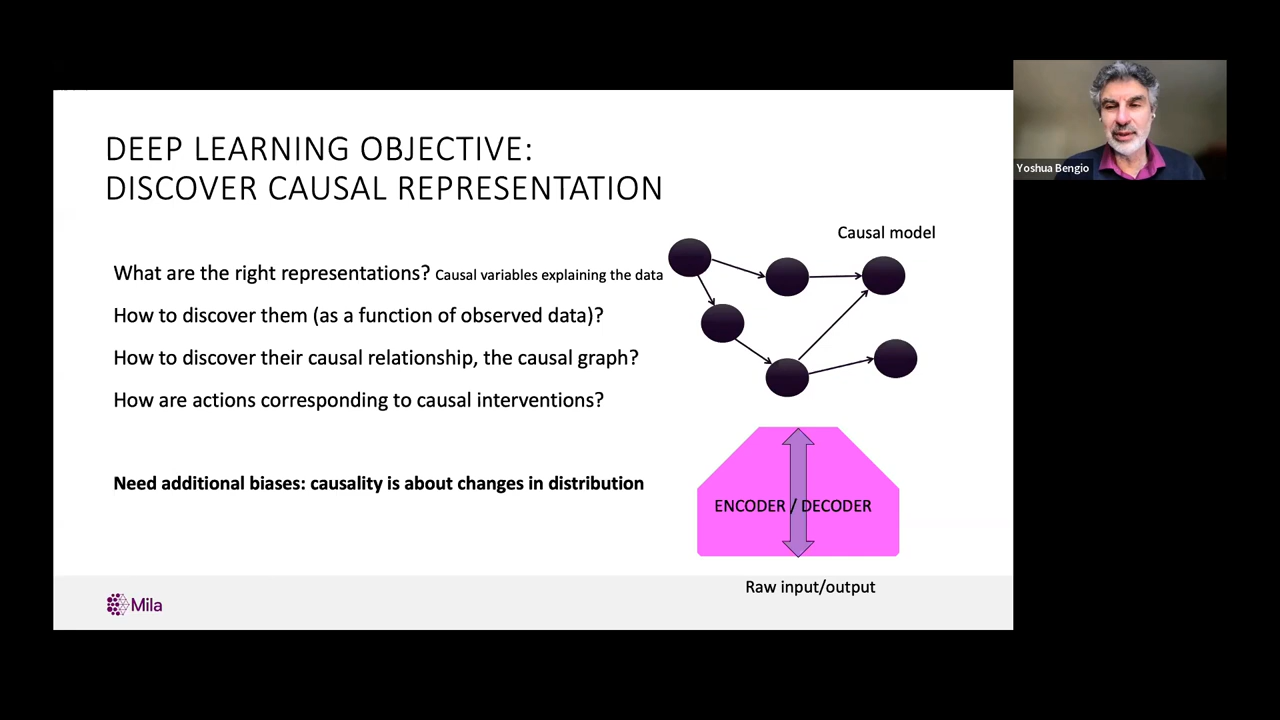 DEEP LEARNING OBJECTIVE:
DISCOVER CAUSAL REPRESENTATION
What are the right representations? Causal variables explaining the data
How to discover them (as a function of observed data)?
How to discover their causal relationship, the causal graph?
How are actions corresponding to causal interventions?
Need additional biases: causality is about changes in distribution
Causal model
ENCODER / DECODER
Raw input/output
Mila
Yoshua Bengio